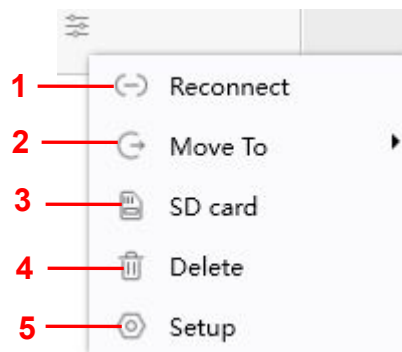 1 Reconnect
2 Move To
3 SD card
4 Delete
5 Setup